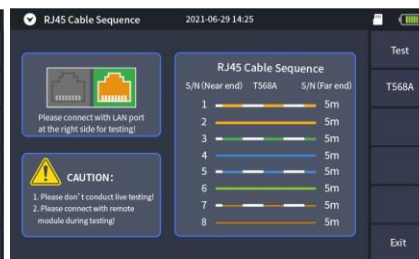 RJ45 Cable Sequence 2021-06-29 14:25
Please connect with LAN port
at the right side for testing!
CAUTION:
1. Please don't conduct live testing!
2. Please connect with remote
module during testing!
RJ45 Cable Sequence
S/N(Near end) T568A S/N(Far end)
1 5m
2 5m
3 5m
4 5m
5 5m
6 5m
7 5m
8 5m
Test
T568A
Exit